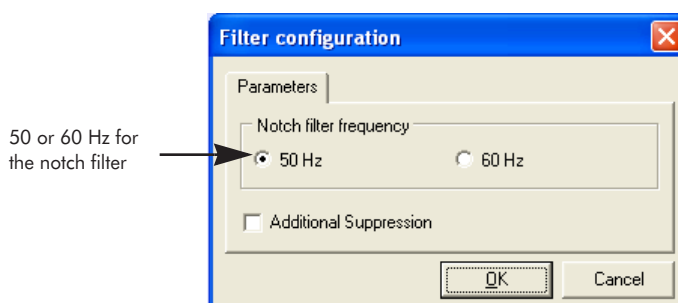 Filter configuration
Parameters
Notch filter frequency
50 or 60 Hz for
the notch filter
50 Hz
60 Hz
Additional Suppression
OK
Cancel